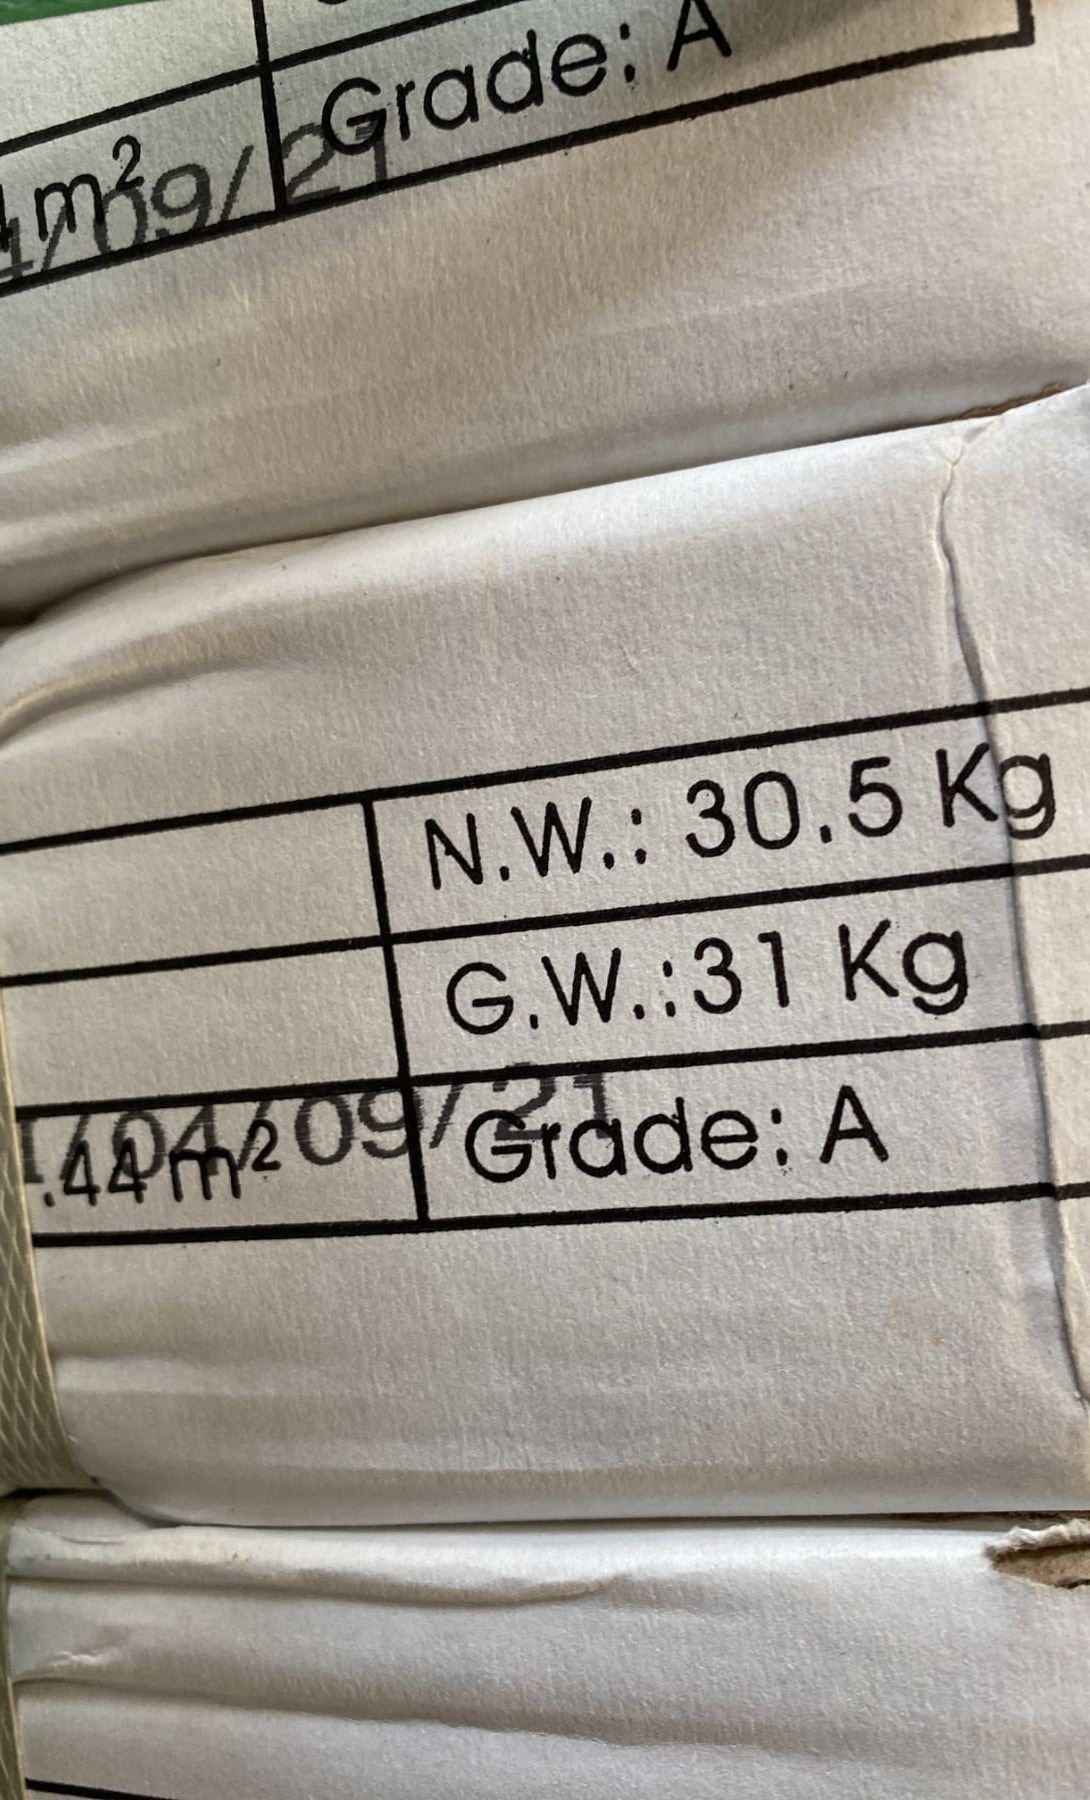 Grade: A
m²
/09/21
N.W.: 30.5 Kg
G.W.:31 Kg
/04/09/21
.44 m² Grade: A